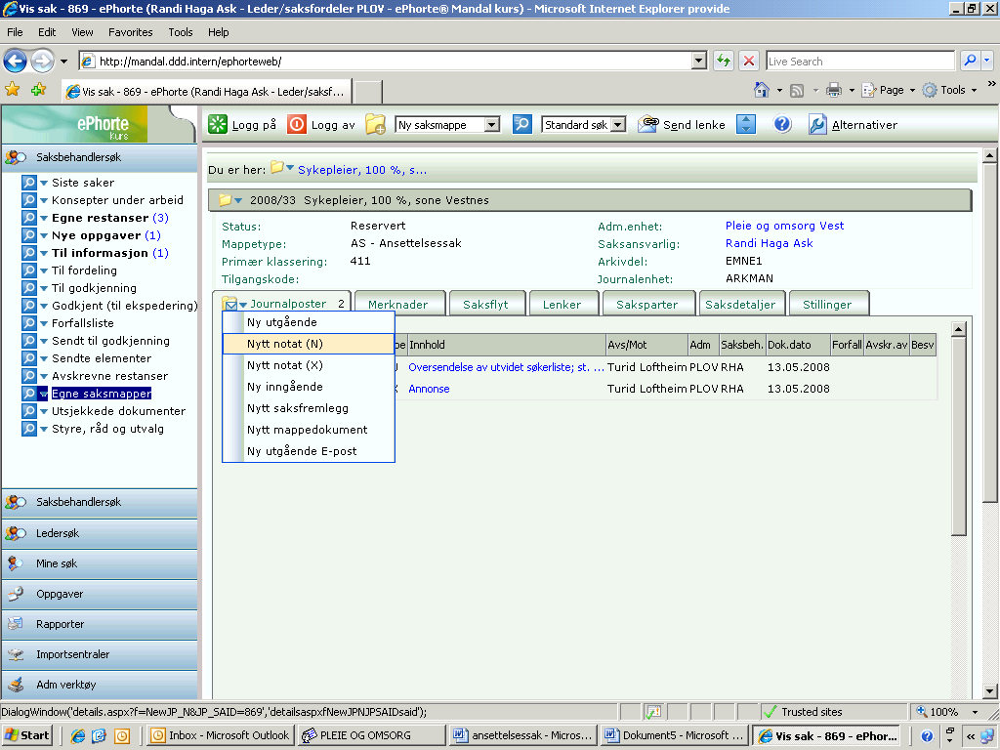 Vis sak - 869 - ePhorte (Randi Haga Ask - Leder/saksfordeler PLOV - ePhorte® Mandal kurs) - Microsoft Internet Explorer provide
File Edit View Favorites Tools Help
http://mandal.ddd.intern/ephorteweb/ Live Search
Vis sak - 869 - ePhorte (Randi Haga Ask - Leder/saksf... Page Tools »
ePhorte
Kurs
Logg på Logg av Ny saksmappe Standard søk Send lenke Alternativer
Saksbehandlersøk
Siste saker
Konsepter under arbeid
Egne restanser (3)
Nye oppgaver (1)
Til informasjon (1)
Til fordeling
Til godkjenning
Godkjent (til ekspedering)
Forfallsliste
Sendt til godkjenning
Sendte elementer
Avskrevne restanser
Egne saksmapper
Utsjekkede dokumenter
Styre, råd og utvalg
Saksbehandlersøk
Ledersøk
Mine søk
Oppgaver
Rapporter
Importsentraler
Adm verktøy
Du er her: Sykepleier, 100 %, s...
2008/33 Sykepleier, 100 %, sone Vestnes
Status: Reservert Adm.enhet: Pleie og omsorg Vest
Mappetype: AS - Ansettelsessak Saksansvarlig: Randi Haga Ask
Primær klassering: 411 Arkivdel: EMNE1
Tilgangskode: Journalenhet: ARKMAN
Journalposter 2 Merknader Saksflyt Lenker Saksparter Saksdetaljer Stillinger
Ny utgående
Nytt notat (N)
Nytt notat (X)
Ny inngående
Nytt saksfremlegg
Nytt mappedokument
Ny utgående E-post
Innhold Avs/Mot Adm Saksbeh. Dok.dato Forfall Avskr.av Besv
Oversendelse av utvidet søkerliste; st. ... Turid Loftheim PLOV RHA 13.05.2008
Annonse Turid Loftheim PLOV RHA 13.05.2008
DialogWindow('details.aspx?f=NewJP_N&JP_SAID=869','detailsaspxfNewJPNJPSAIDsaid'); Trusted sites 100%
Start Inbox - Microsoft Outlook PLEIE OG OMSORG ansettelsessak - Micros... Dokument5 - Microsoft ... Vis sak - 869 - ePhor... «